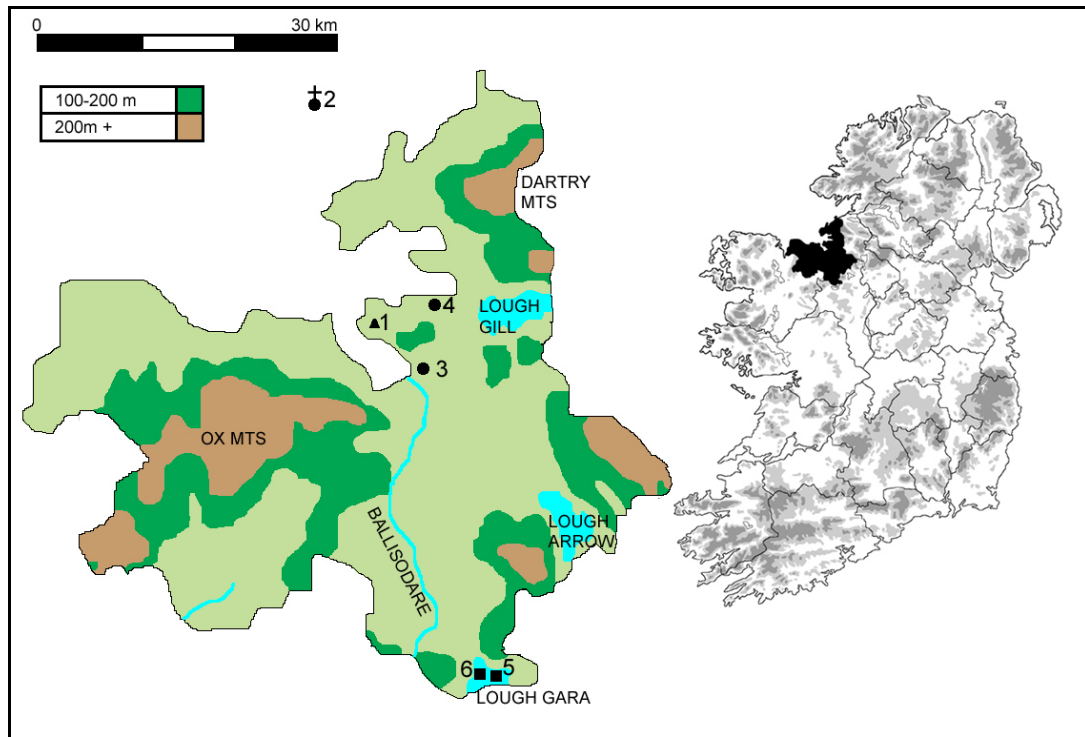 0 30 km
100-200 m
200m +
2
DARTRY
MTS
LOUGH
GILL
4
1
3
OX MTS
LOUGH
ARROW
BALLISODARE
6 5
LOUGH GARA